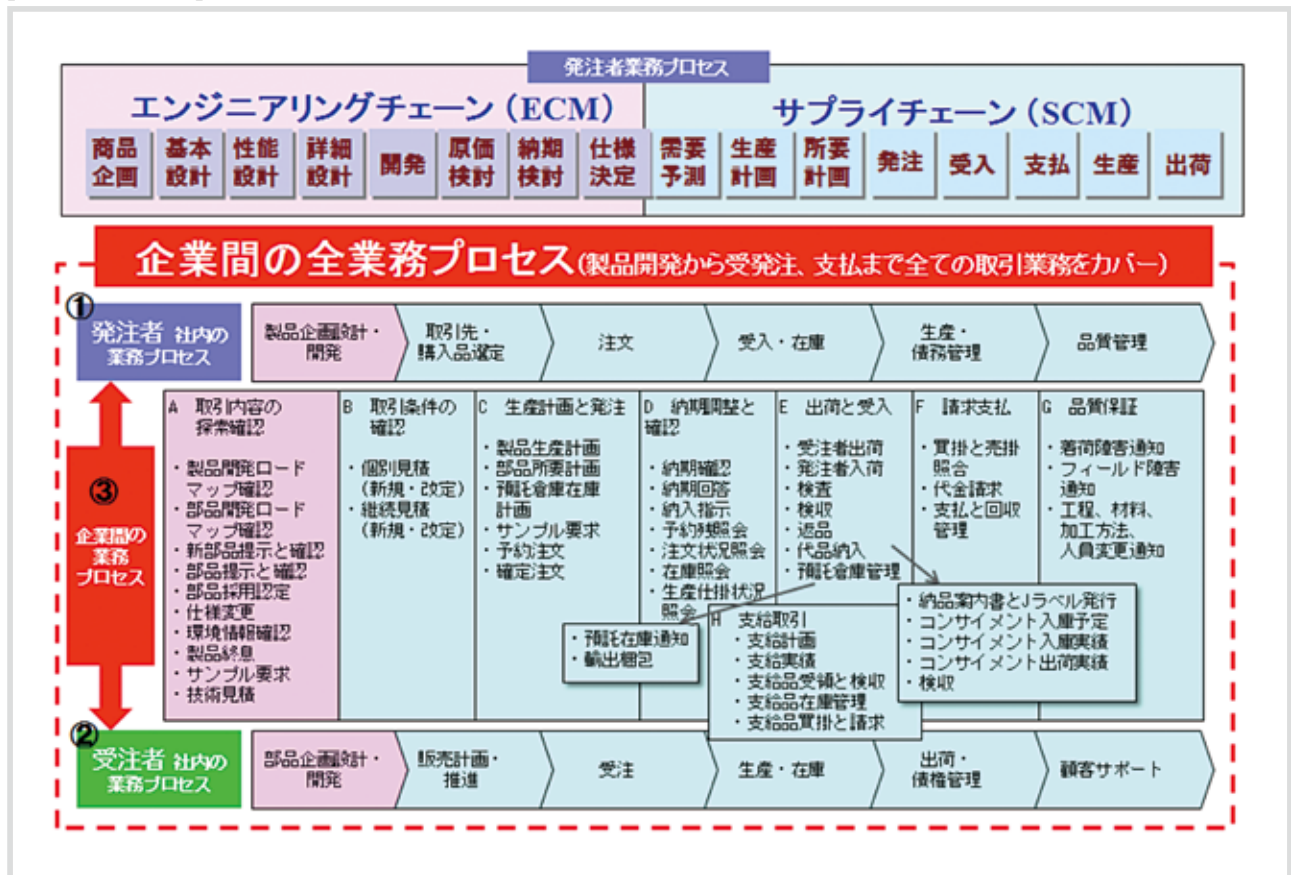 発注者業務プロセス
エンジニアリングチェーン（ECM）
サプライチェーン（SCM）
商品
企画
基本
設計
性能
設計
詳細
設計
開発
原価
検討
納期
検討
仕様
決定
需要
予測
生産
計画
所要
計画
発注
受入
支払
生産
出荷
企業間の全業務プロセス（製品開発から受発注、支払まで全ての取引業務をカバー）
①
発注者 社内の
業務プロセス
製品企画設計・
開発
取引先・
購入品選定
注文
受入・在庫
生産・
債務管理
品質管理
③
企業間の
業務
プロセス
A 取引内容の
探索確認
・製品開発ロード
マップ確認
・部品開発ロード
マップ確認
・新部品提示と確認
・部品提示と確認
・部品採用認定
・仕様変更
・環境情報確認
・製品終息
・サンプル要求
・技術見積
B 取引条件の
確認
・個別見積
（新規・改定）
・継続見積
（新規・改定）
C 生産計画と発注
・製品生産計画
・部品所要計画
・預託倉庫在庫
計画
・サンプル要求
・予約注文
・確定注文
D 納期調整と
確認
・納期確認
・納期回答
・納入指示
・予約残照会
・注文状況照会
・在庫照会
・生産仕掛状況
照会
E 出荷と受入
・受注者出荷
・発注者入荷
・検査
・検収
・返品
・代品納入
・預託倉庫管理
F 請求支払
・買掛と売掛
照合
・代金請求
・支払と回収
管理
G 品質保証
・着荷障害通知
・フィールド障害
通知
・工程、材料、
加工方法、
人員変更通知
・預託在庫通知
・輸出梱包
H 支給取引
・支給計画
・支給実績
・支給品受領と検収
・支給品在庫管理
・支給品買掛と請求
・納品案内書とJラベル発行
・コンサイメント入庫予定
・コンサイメント入庫実績
・コンサイメント出荷実績
・検収
②
受注者 社内の
業務プロセス
部品企画設計・
開発
販売計画・
推進
受注
生産・在庫
出荷・
債権管理
顧客サポート